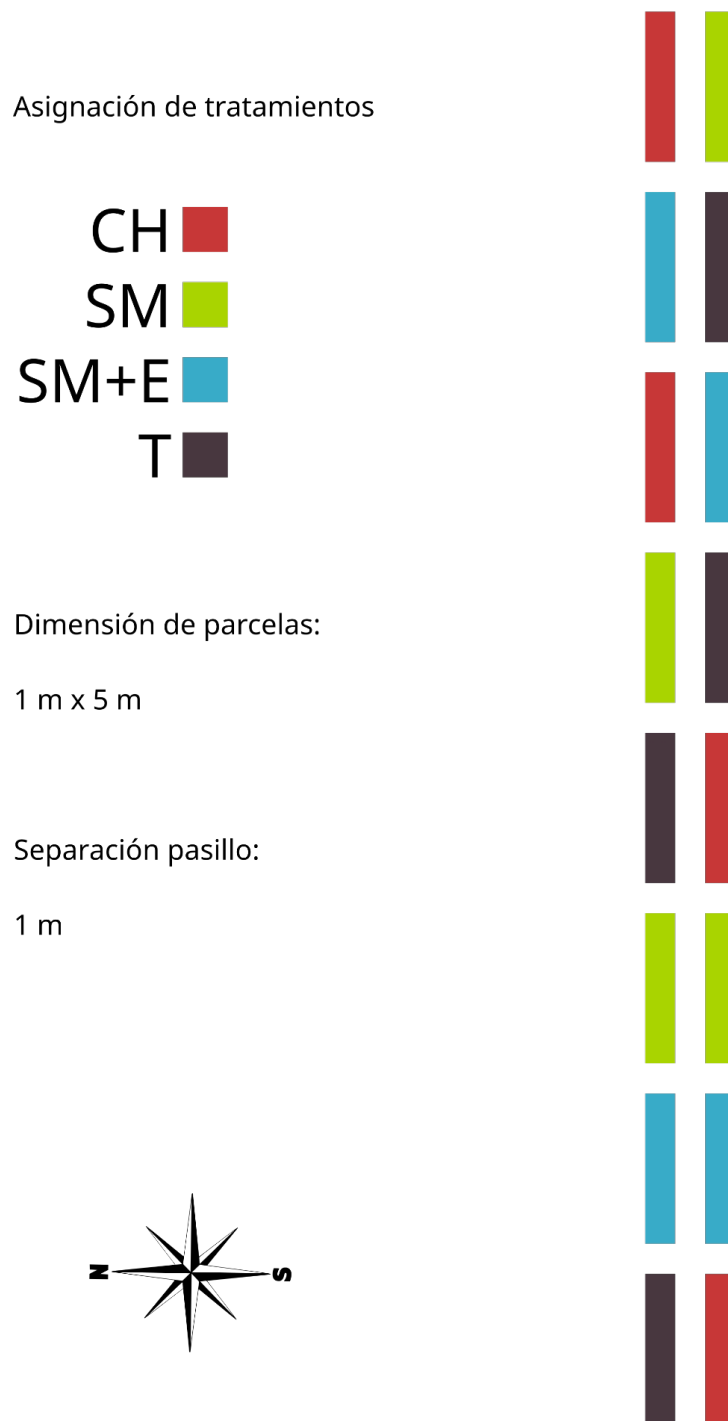 Asignación de tratamientos
CH
SM
SM+E
T
Dimensión de parcelas:
1 m x 5 m
Separación pasillo:
1 m
N
S